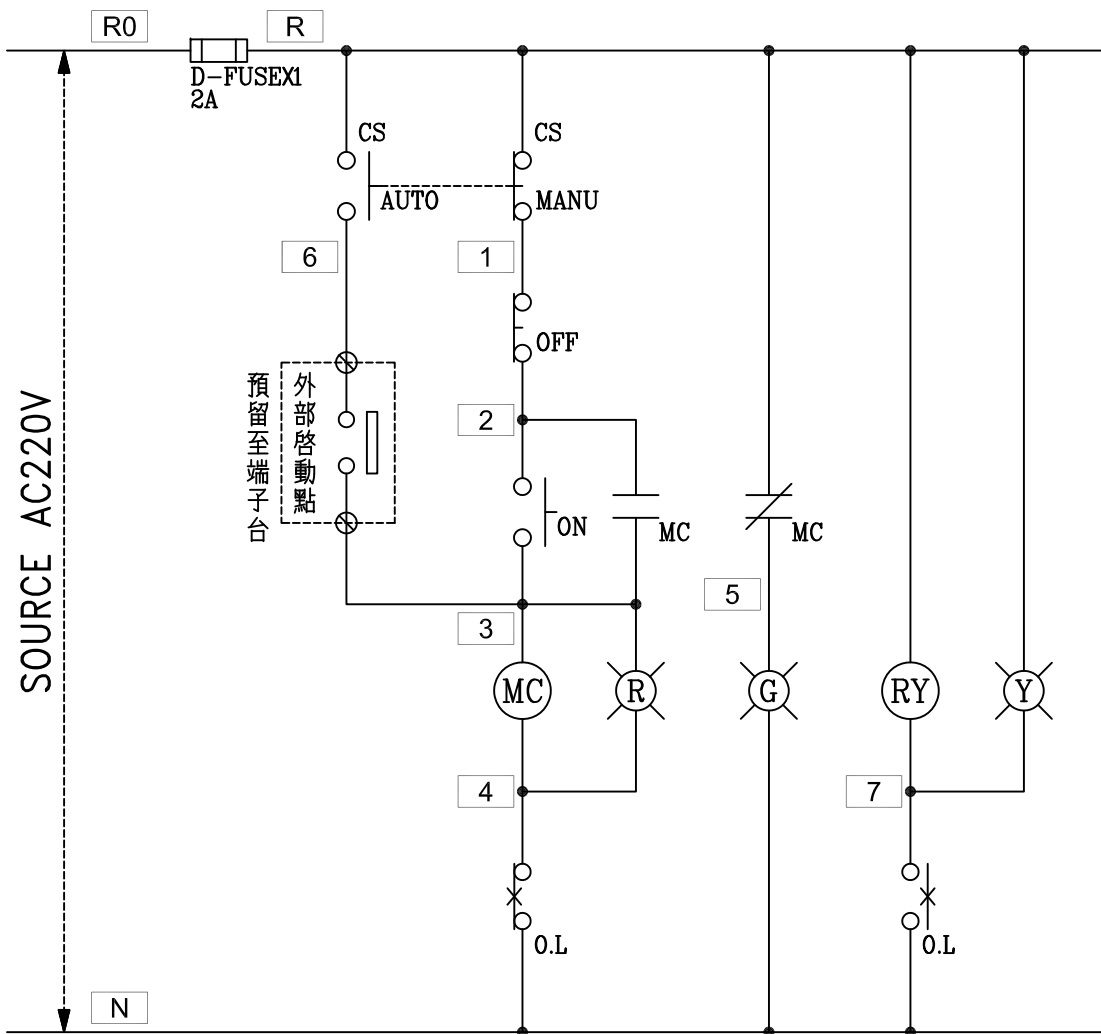 R0
R
D-FUSEX1
2A
CS
CS
AUTO
MANU
6
1
OFF
預留至端子台
外部啓動點
SOURCE AC220V
2
ON
MC
MC
5
3
MC
R
G
RY
Y
4
7
O.L
O.L
N